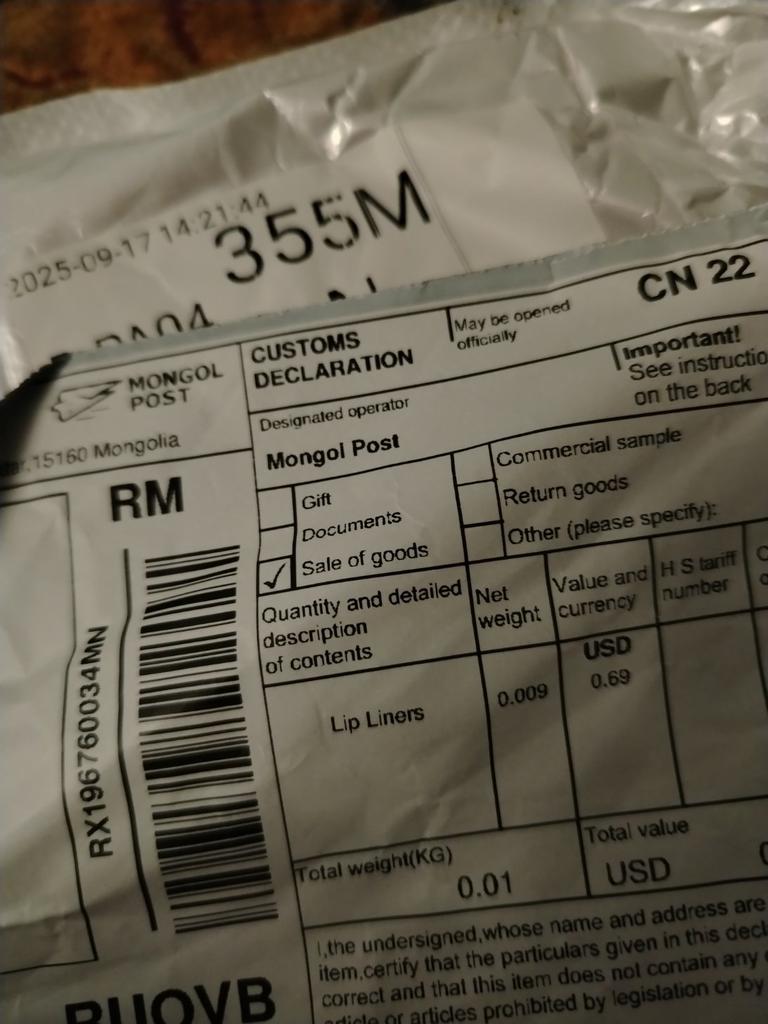 2025-09-17 14:21:44
355M
MONGOL
POST
15160 Mongolia
RM
RX196760034MN
CUSTOMS
DECLARATION
May be opened
officially
CN 22
Important!
See instructio
on the back
Designated operator
Mongol Post
Gift
Documents
✓ Sale of goods
Commercial sample
Return goods
Other (please specify):
Quantity and detailed
description
of contents
Net
weight
Value and
currency
H S tariff
number
Lip Liners
0.009
USD
0.69
Total weight(KG)
0.01
Total value
USD
I,the undersigned,whose name and address are
item,certify that the particulars given in this decl
correct and that this item does not contain any
article or articles prohibited by legislation or by
RUOVB